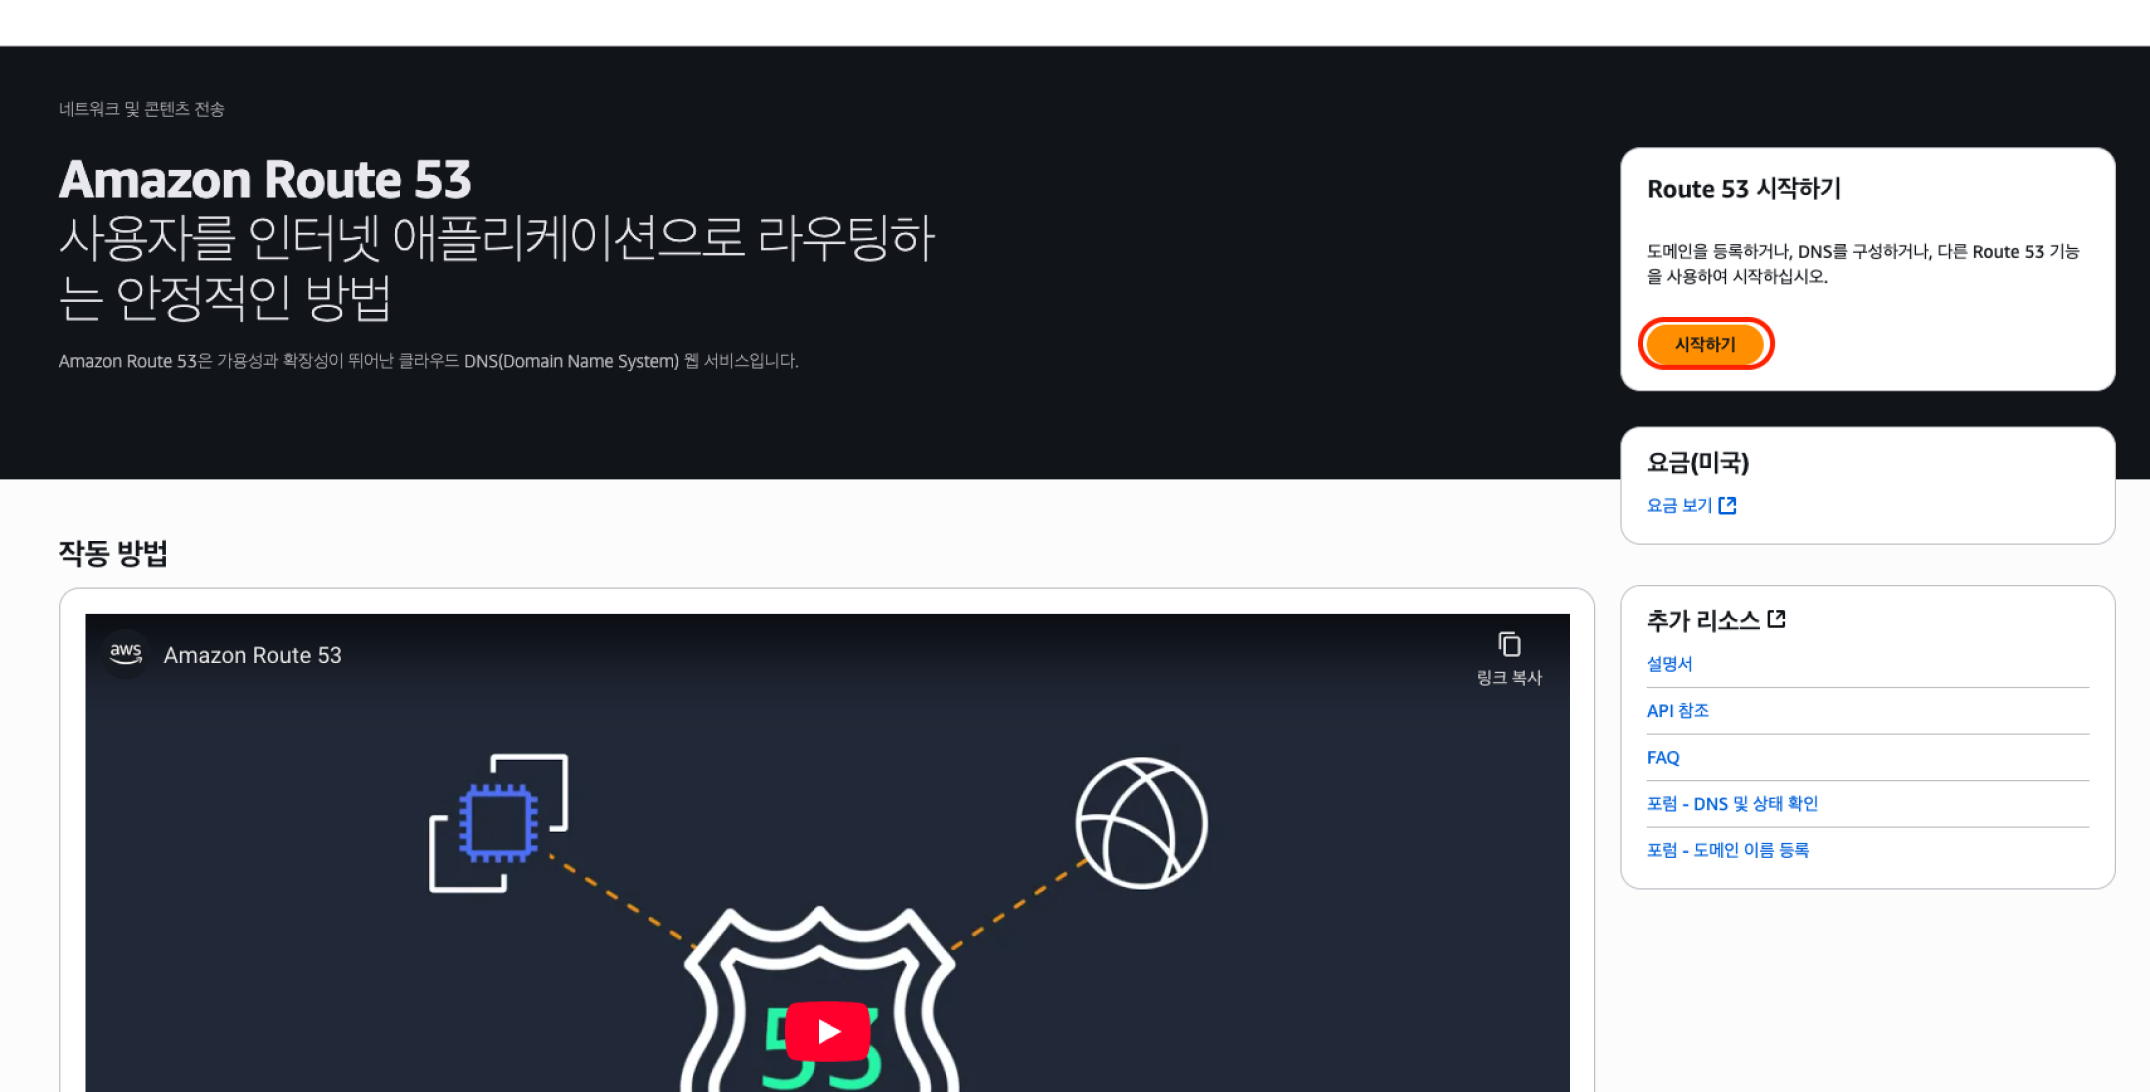 네트워크 및 콘텐츠 전송
Amazon Route 53
사용자를 인터넷 애플리케이션으로 라우팅하
는 안정적인 방법
Amazon Route 53은 가용성과 확장성이 뛰어난 클라우드 DNS(Domain Name System) 웹 서비스입니다.
Route 53 시작하기
도메인을 등록하거나, DNS를 구성하거나, 다른 Route 53 기능
을 사용하여 시작하십시오.
시작하기
요금(미국)
요금 보기
작동 방법
aws
Amazon Route 53
링크 복사
53
추가 리소스
설명서
API 참조
FAQ
포럼 - DNS 및 상태 확인
포럼 - 도메인 이름 등록